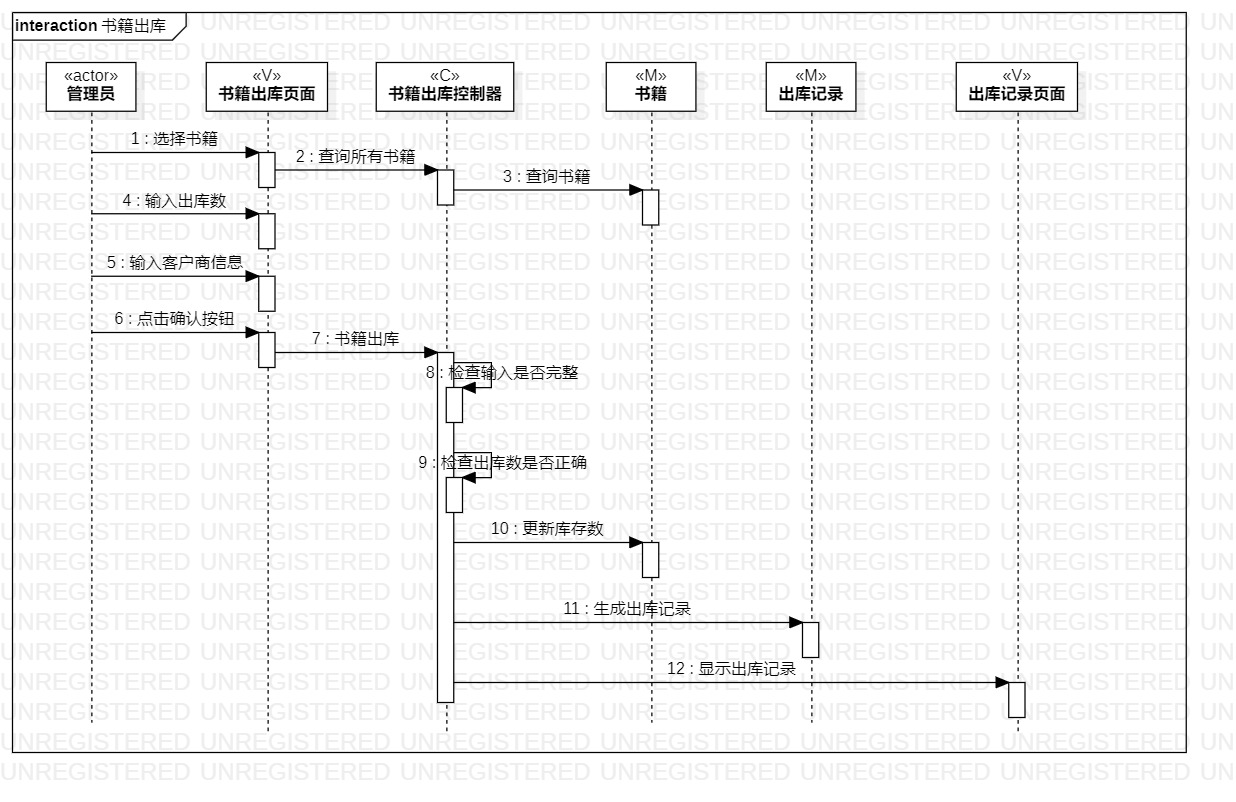 interaction 书籍出库
«actor»
管理员
«V»
书籍出库页面
«C»
书籍出库控制器
«M»
书籍
«M»
出库记录
«V»
出库记录页面
1 : 选择书籍
2 : 查询所有书籍
3 : 查询书籍
4 : 输入出库数
5 : 输入客户商信息
6 : 点击确认按钮
7 : 书籍出库
8 : 检查输入是否完整
9 : 检查出库数是否正确
10 : 更新库存数
11 : 生成出库记录
12 : 显示出库记录
UNREGISTERED